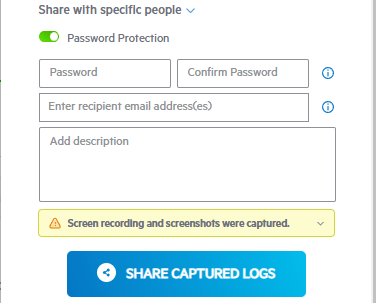 Share with specific people
Password Protection
Password Confirm Password
Enter recipient email address(es)
Add description
Screen recording and screenshots were captured.
SHARE CAPTURED LOGS